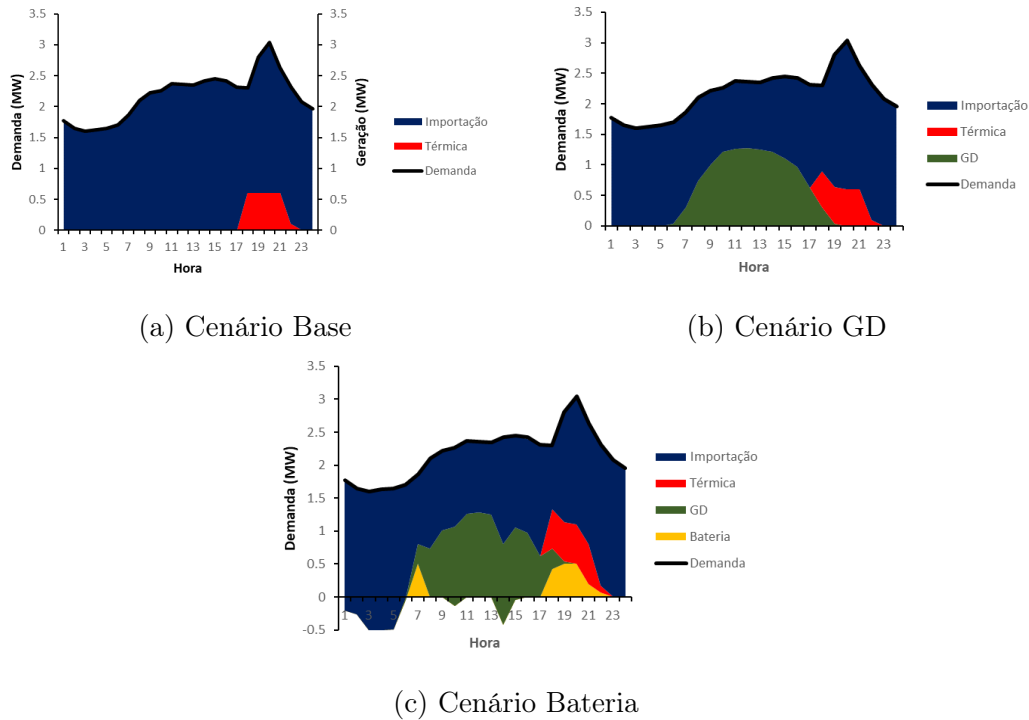 3.5
3
2.5
2
1.5
1
0.5
0
Demanda (MW)
3.5
3
2.5
2
1.5
1
0.5
0
Geração (MW)
1 3 5 7 9 11 13 15 17 19 21 23
Hora
Importação
Térmica
Demanda
(a) Cenário Base
3.5
3
2.5
2
1.5
1
0.5
0
Demanda (MW)
1 3 5 7 9 11 13 15 17 19 21 23
Hora
Importação
Térmica
GD
Demanda
(b) Cenário GD
3.5
3
2.5
2
1.5
1
0.5
0
-0.5
Demanda (MW)
1 3 5 7 9 11 13 15 17 19 21 23
Hora
Importação
Térmica
GD
Bateria
Demanda
(c) Cenário Bateria